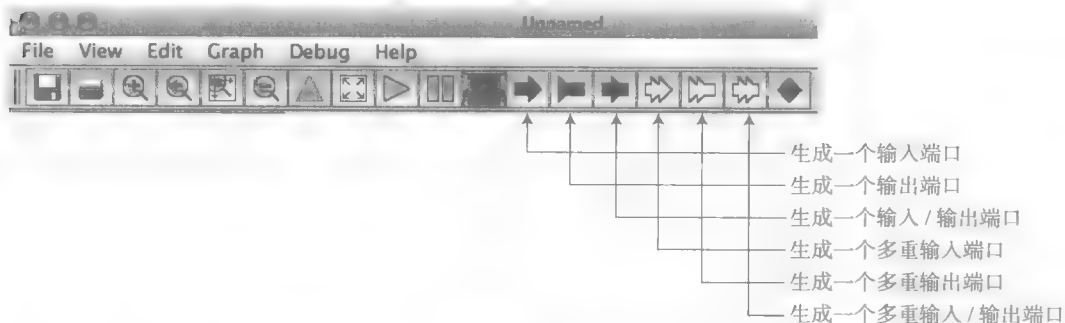 Unnamed
File View Edit Graph Debug Help
生成一个输入端口
生成一个输出端口
生成一个输入 / 输出端口
生成一个多重输入端口
生成一个多重输出端口
生成一个多重输入 / 输出端口